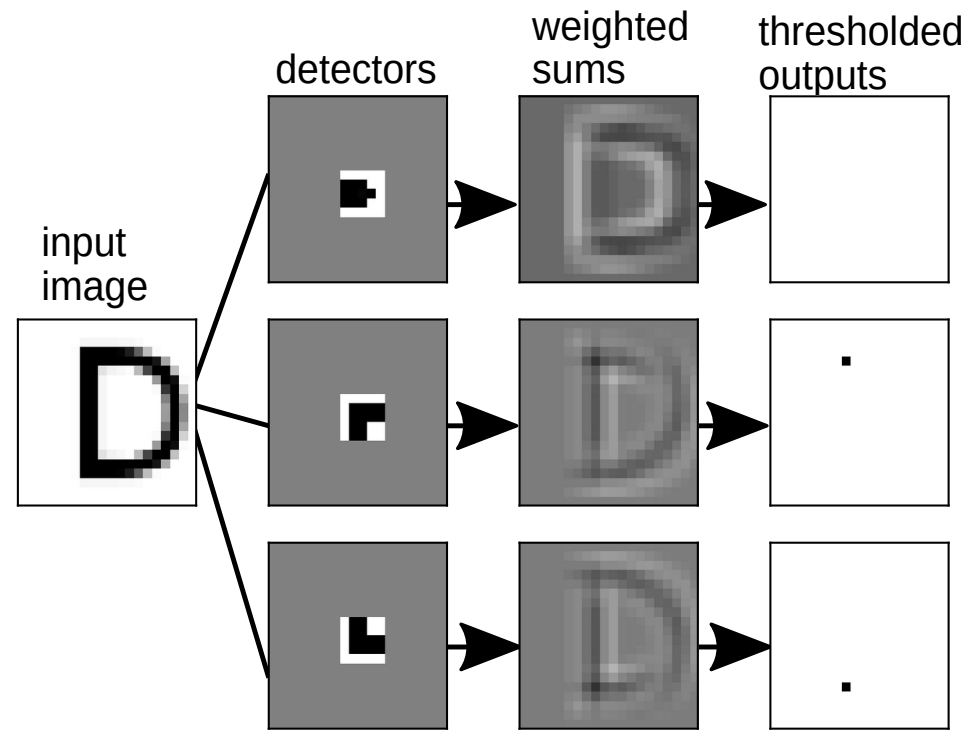 weighted
sums
thresholded
outputs
detectors
input
image
D